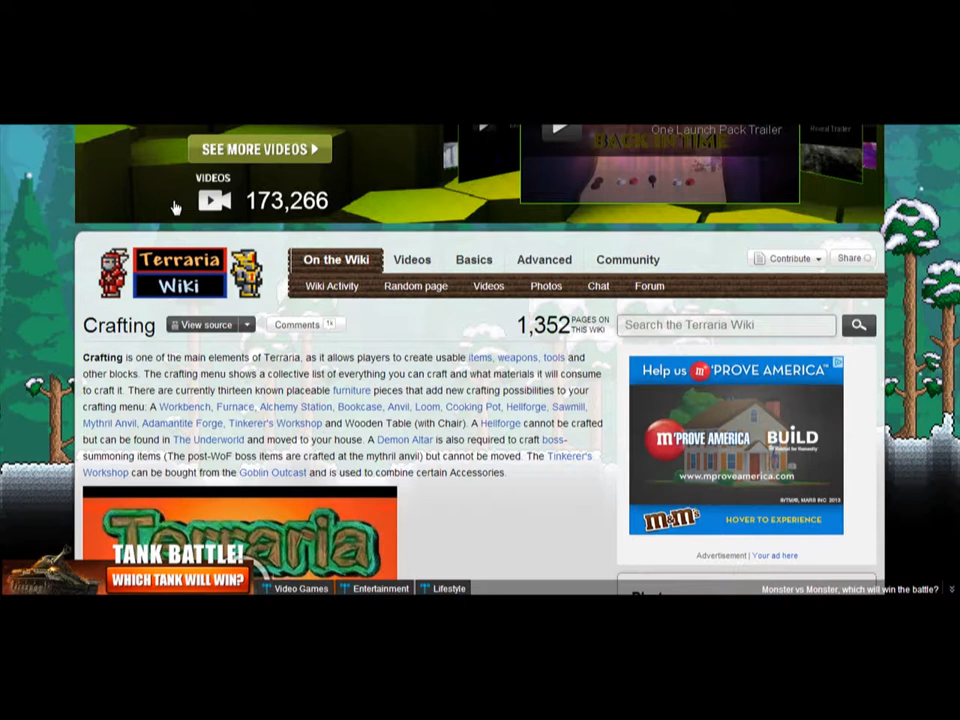 One Launch Pack Trailer
Reveal Trailer
BACK IN TIME
SEE MORE VIDEOS
VIDEOS
173,266
Terraria
Wiki
On the Wiki Videos Basics Advanced Community
Contribute
Share
Wiki Activity Random page Videos Photos Chat Forum
Crafting View source Comments 1k
1,352 PAGES ON
THIS WIKI
Search the Terraria Wiki
Crafting is one of the main elements of Terraria, as it allows players to create usable items, weapons, tools and
other blocks. The crafting menu shows a collective list of everything you can craft and what materials it will consume
to craft it. There are currently thirteen known placeable furniture pieces that add new crafting possibilities to your
crafting menu: A Workbench, Furnace, Alchemy Station, Bookcase, Anvil, Loom, Cooking Pot, Hellforge, Sawmill,
Mythril Anvil, Adamantite Forge, Tinkerer's Workshop and Wooden Table (with Chair). A Hellforge cannot be crafted
but can be found in The Underworld and moved to your house. A Demon Altar is also required to craft boss-
summoning items (The post-WoF boss items are crafted at the mythril anvil) but cannot be moved. The Tinkerer's
Workshop can be bought from the Goblin Outcast and is used to combine certain Accessories.
Help us m'PROVE AMERICA™
m'PROVE AMERICA
BUILD
www.mproveamerica.com
m&m's
HOVER TO EXPERIENCE
Advertisement | Your ad here
Terraria
TANK BATTLE!
WHICH TANK WILL WIN?
Video Games Entertainment Lifestyle
Monster vs Monster, which will win the battle?